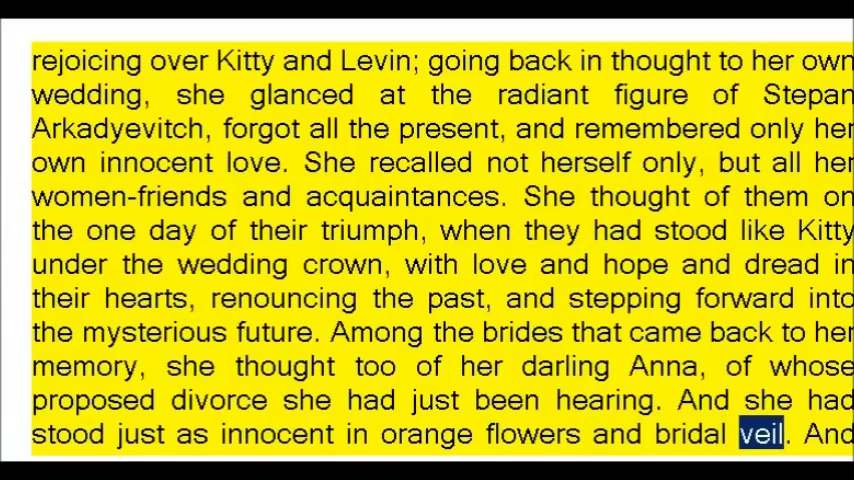 rejoicing over Kitty and Levin; going back in thought to her own
wedding, she glanced at the radiant figure of Stepan
Arkadyevitch, forgot all the present, and remembered only her
own innocent love. She recalled not herself only, but all her
women-friends and acquaintances. She thought of them on
the one day of their triumph, when they had stood like Kitty
under the wedding crown, with love and hope and dread in
their hearts, renouncing the past, and stepping forward into
the mysterious future. Among the brides that came back to her
memory, she thought too of her darling Anna, of whose
proposed divorce she had just been hearing. And she had
stood just as innocent in orange flowers and bridal veil. And